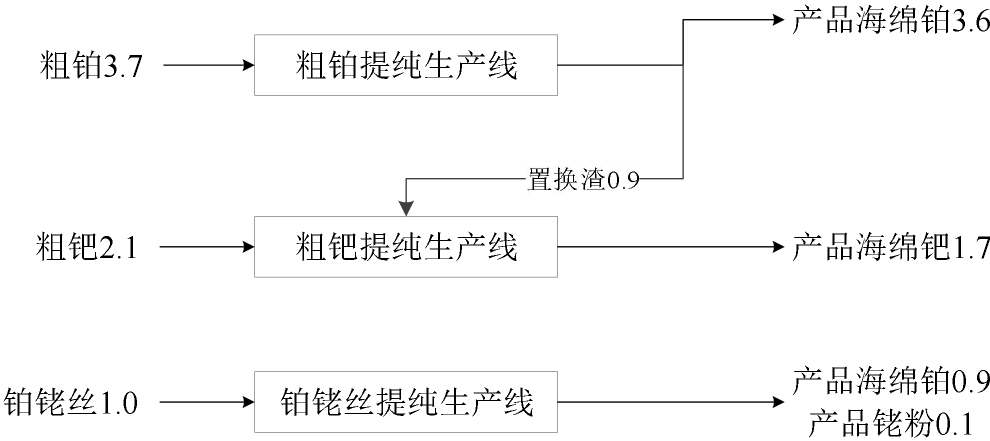 产品海绵铂3.6
粗铂3.7
粗铂提纯生产线
置换渣0.9
粗钯2.1
粗钯提纯生产线
产品海绵钯1.7
铂铑丝1.0
铂铑丝提纯生产线
产品海绵铂0.9
产品铑粉0.1